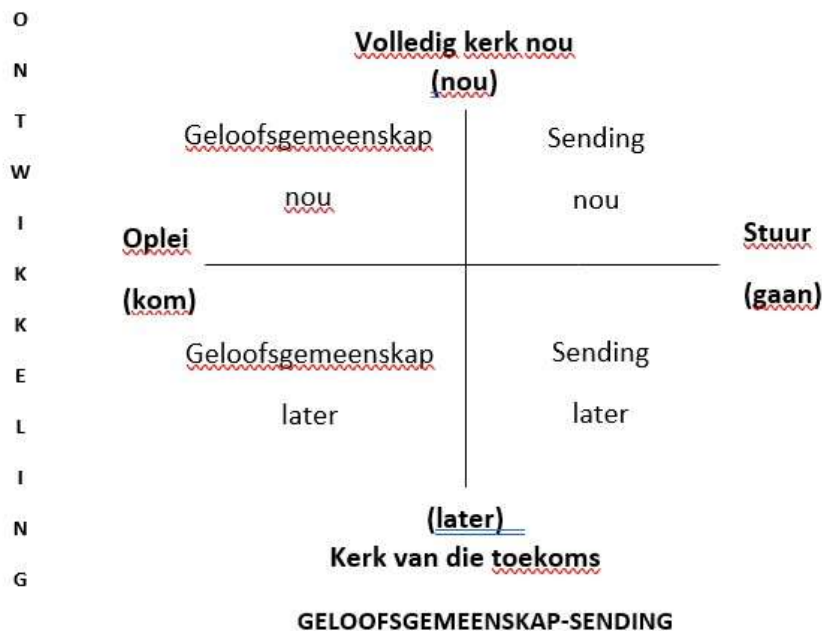 O
N
T
W
I
K
K
E
L
I
N
G
Volledig kerk nou
(nou)
Geloofsgemeenskap
nou
Sending
nou
Oplei
(kom)
Stuur
(gaan)
Geloofsgemeenskap
later
Sending
later
(later)
Kerk van die toekoms
GELOOFSGEMEENSKAP-SENDING